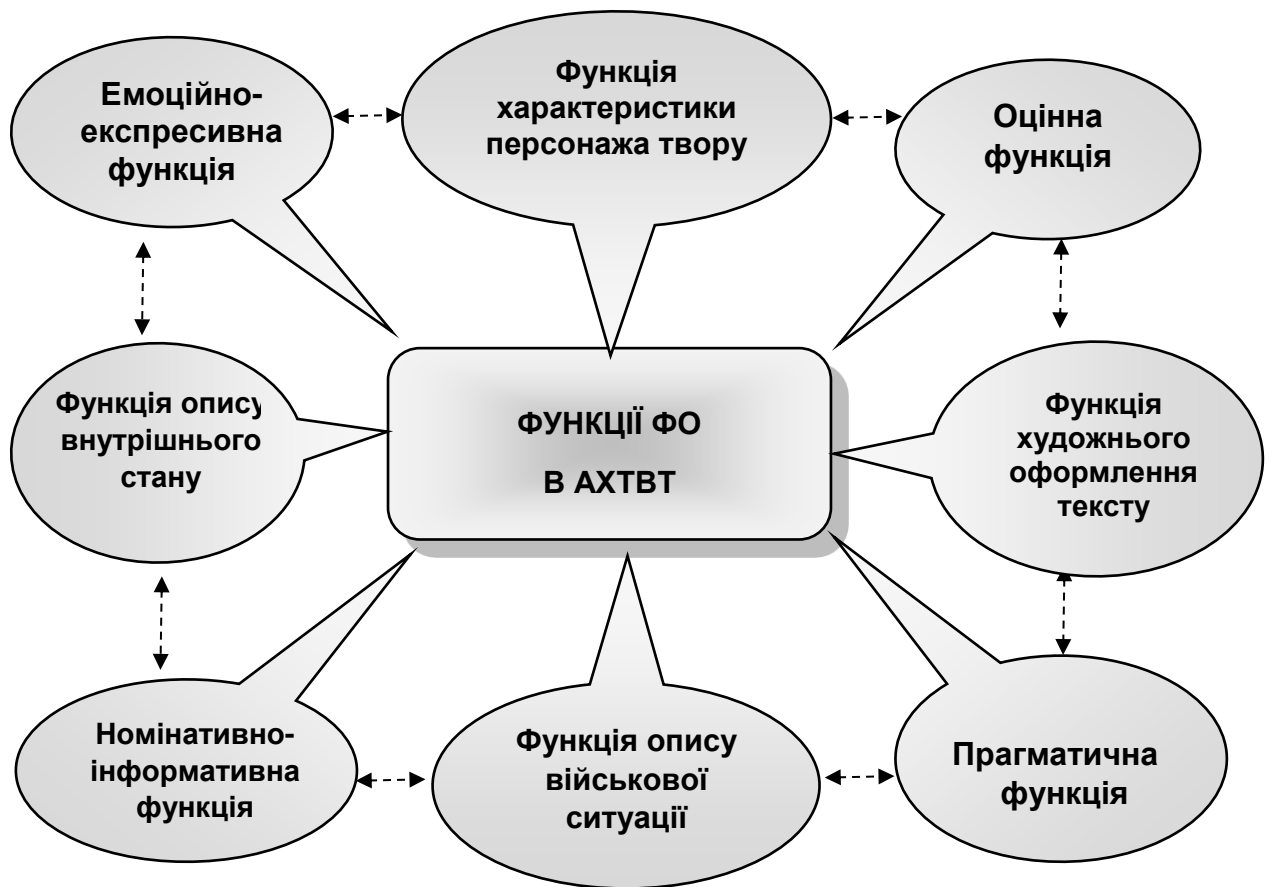 Емоційно-
експресивна
функція
Функція
характеристики
персонажа твору
Оцінна
функція
Функція опису
внутрішнього
стану
ФУНКЦІЇ ФО
В АХТВТ
Функція
художнього
оформлення
тексту
Номінативно-
інформативна
функція
Функція опису
військової
ситуації
Прагматична
функція